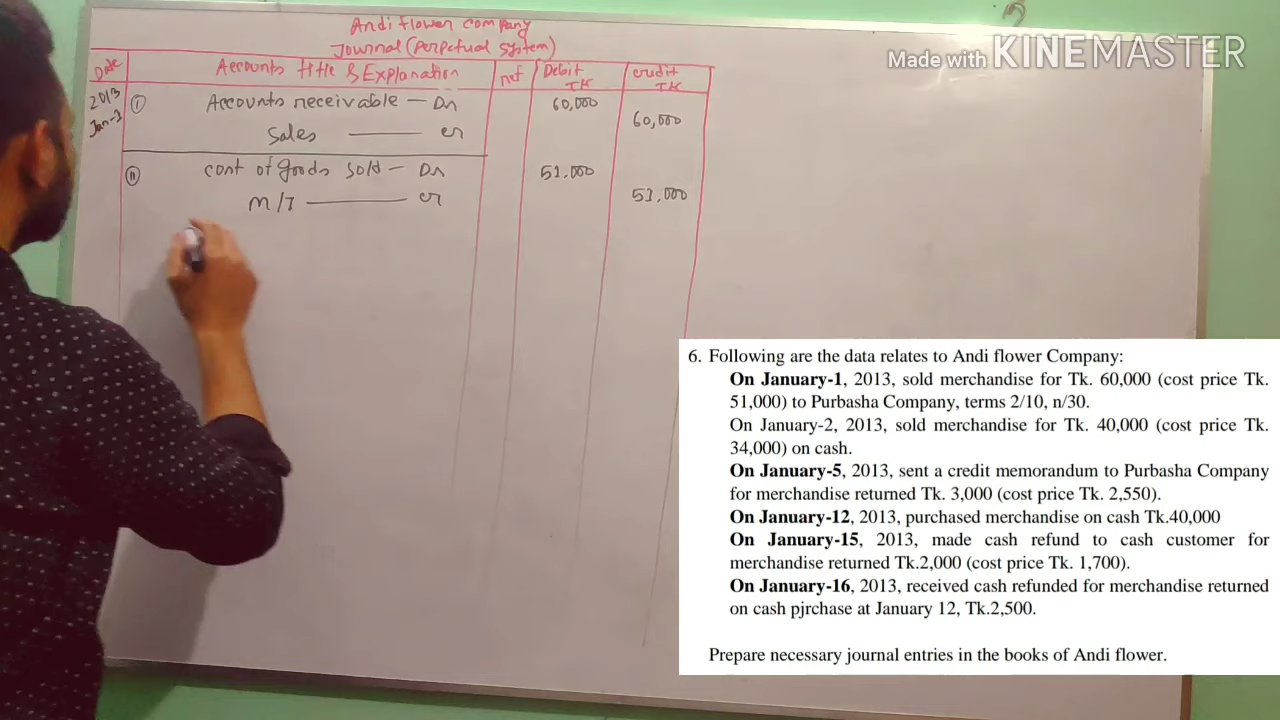 Made with KINEMASTER
Andi flower company
Journal (perpetual system)
Date Accounts title & Explanation ref Debit TK credit TK
2013 Jan-1 (i) Accounts receivable — Dr 60,000
Sales — cr 60,000
(ii) cost of goods sold — Dr 51.000
M/I — cr 51,000
6. Following are the data relates to Andi flower Company:
On January-1, 2013, sold merchandise for Tk. 60,000 (cost price Tk.
51,000) to Purbasha Company, terms 2/10, n/30.
On January-2, 2013, sold merchandise for Tk. 40,000 (cost price Tk.
34,000) on cash.
On January-5, 2013, sent a credit memorandum to Purbasha Company
for merchandise returned Tk. 3,000 (cost price Tk. 2,550).
On January-12, 2013, purchased merchandise on cash Tk.40,000
On January-15, 2013, made cash refund to cash customer for
merchandise returned Tk.2,000 (cost price Tk. 1,700).
On January-16, 2013, received cash refunded for merchandise returned
on cash pjrchase at January 12, Tk.2,500.
Prepare necessary journal entries in the books of Andi flower.